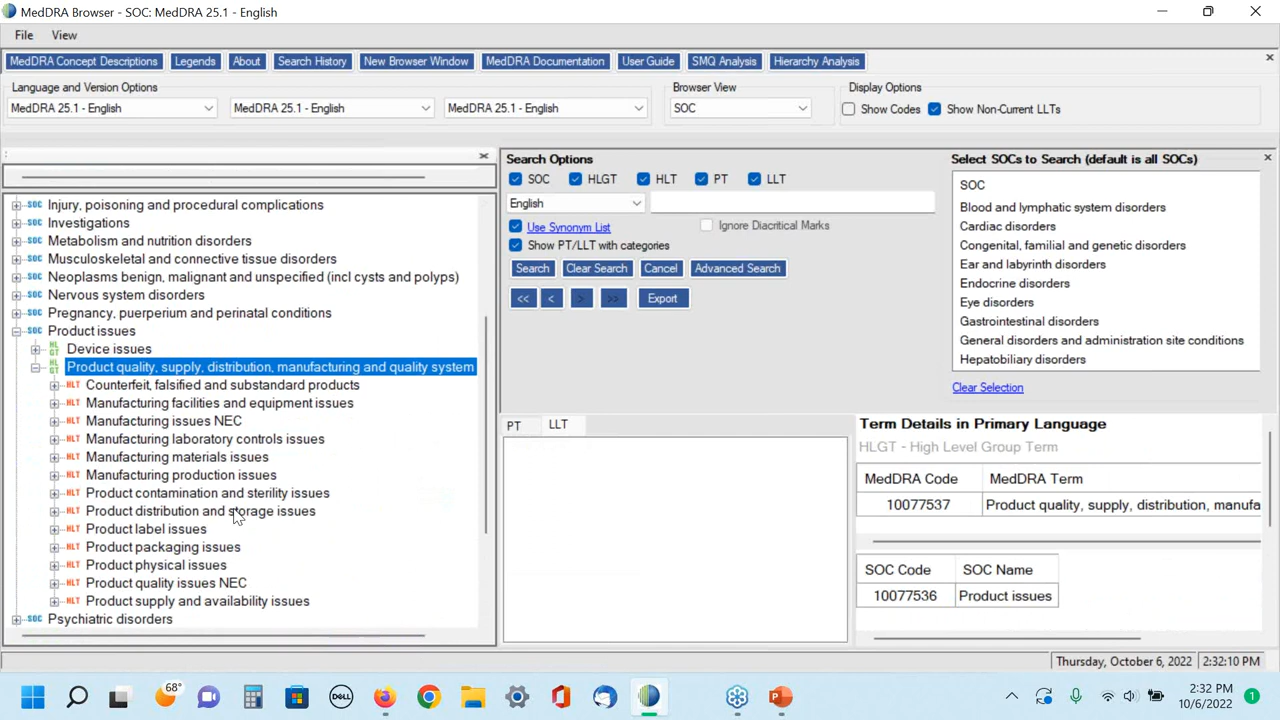 MedDRA Browser - SOC: MedDRA 25.1 - English
File View
MedDRA Concept Descriptions Legends About Search History New Browser Window MedDRA Documentation User Guide SMQ Analysis Hierarchy Analysis
Language and Version Options
MedDRA 25.1 - English MedDRA 25.1 - English MedDRA 25.1 - English
Browser View
SOC
Display Options
Show Codes Show Non-Current LLTs
SOC Injury, poisoning and procedural complications
SOC Investigations
SOC Metabolism and nutrition disorders
SOC Musculoskeletal and connective tissue disorders
SOC Neoplasms benign, malignant and unspecified (incl cysts and polyps)
SOC Nervous system disorders
SOC Pregnancy, puerperium and perinatal conditions
SOC Product issues
HLGT Device issues
HLGT Product quality, supply, distribution, manufacturing and quality system
HLT Counterfeit, falsified and substandard products
HLT Manufacturing facilities and equipment issues
HLT Manufacturing issues NEC
HLT Manufacturing laboratory controls issues
HLT Manufacturing materials issues
HLT Manufacturing production issues
HLT Product contamination and sterility issues
HLT Product distribution and storage issues
HLT Product label issues
HLT Product packaging issues
HLT Product physical issues
HLT Product quality issues NEC
HLT Product supply and availability issues
SOC Psychiatric disorders
Search Options
SOC HLGT HLT PT LLT
English
Use Synonym List Ignore Diacritical Marks
Show PT/LLT with categories
Search Clear Search Cancel Advanced Search
<< < > >> Export
Select SOCs to Search (default is all SOCs)
SOC
Blood and lymphatic system disorders
Cardiac disorders
Congenital, familial and genetic disorders
Ear and labyrinth disorders
Endocrine disorders
Eye disorders
Gastrointestinal disorders
General disorders and administration site conditions
Hepatobiliary disorders
Clear Selection
PT LLT
Term Details in Primary Language
HLGT - High Level Group Term
MedDRA Code MedDRA Term
10077537 Product quality, supply, distribution, manufa
SOC Code SOC Name
10077536 Product issues
Thursday, October 6, 2022 2:32:10 PM
68°
DELL
2:32 PM
10/6/2022
1